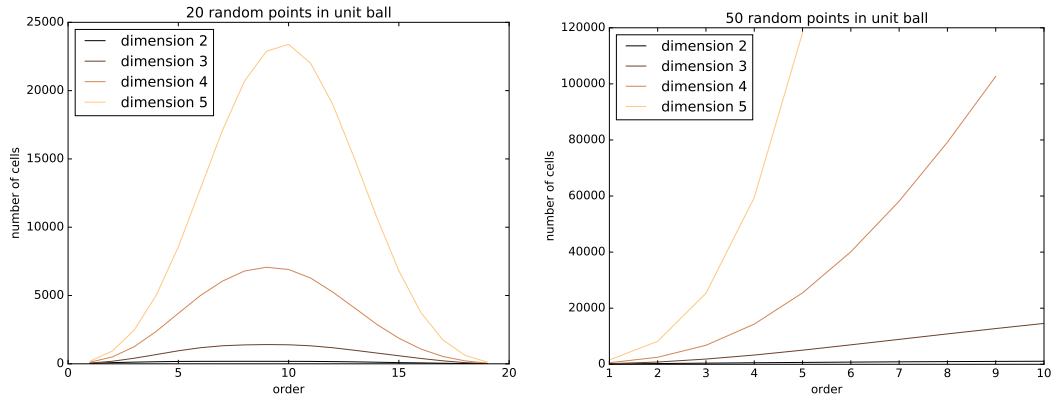 20 random points in unit ball
25000
20000
15000
10000
5000
0
number of cells
dimension 2
dimension 3
dimension 4
dimension 5
0 5 10 15 20
order
50 random points in unit ball
120000
100000
80000
60000
40000
20000
0
number of cells
dimension 2
dimension 3
dimension 4
dimension 5
1 2 3 4 5 6 7 8 9 10
order